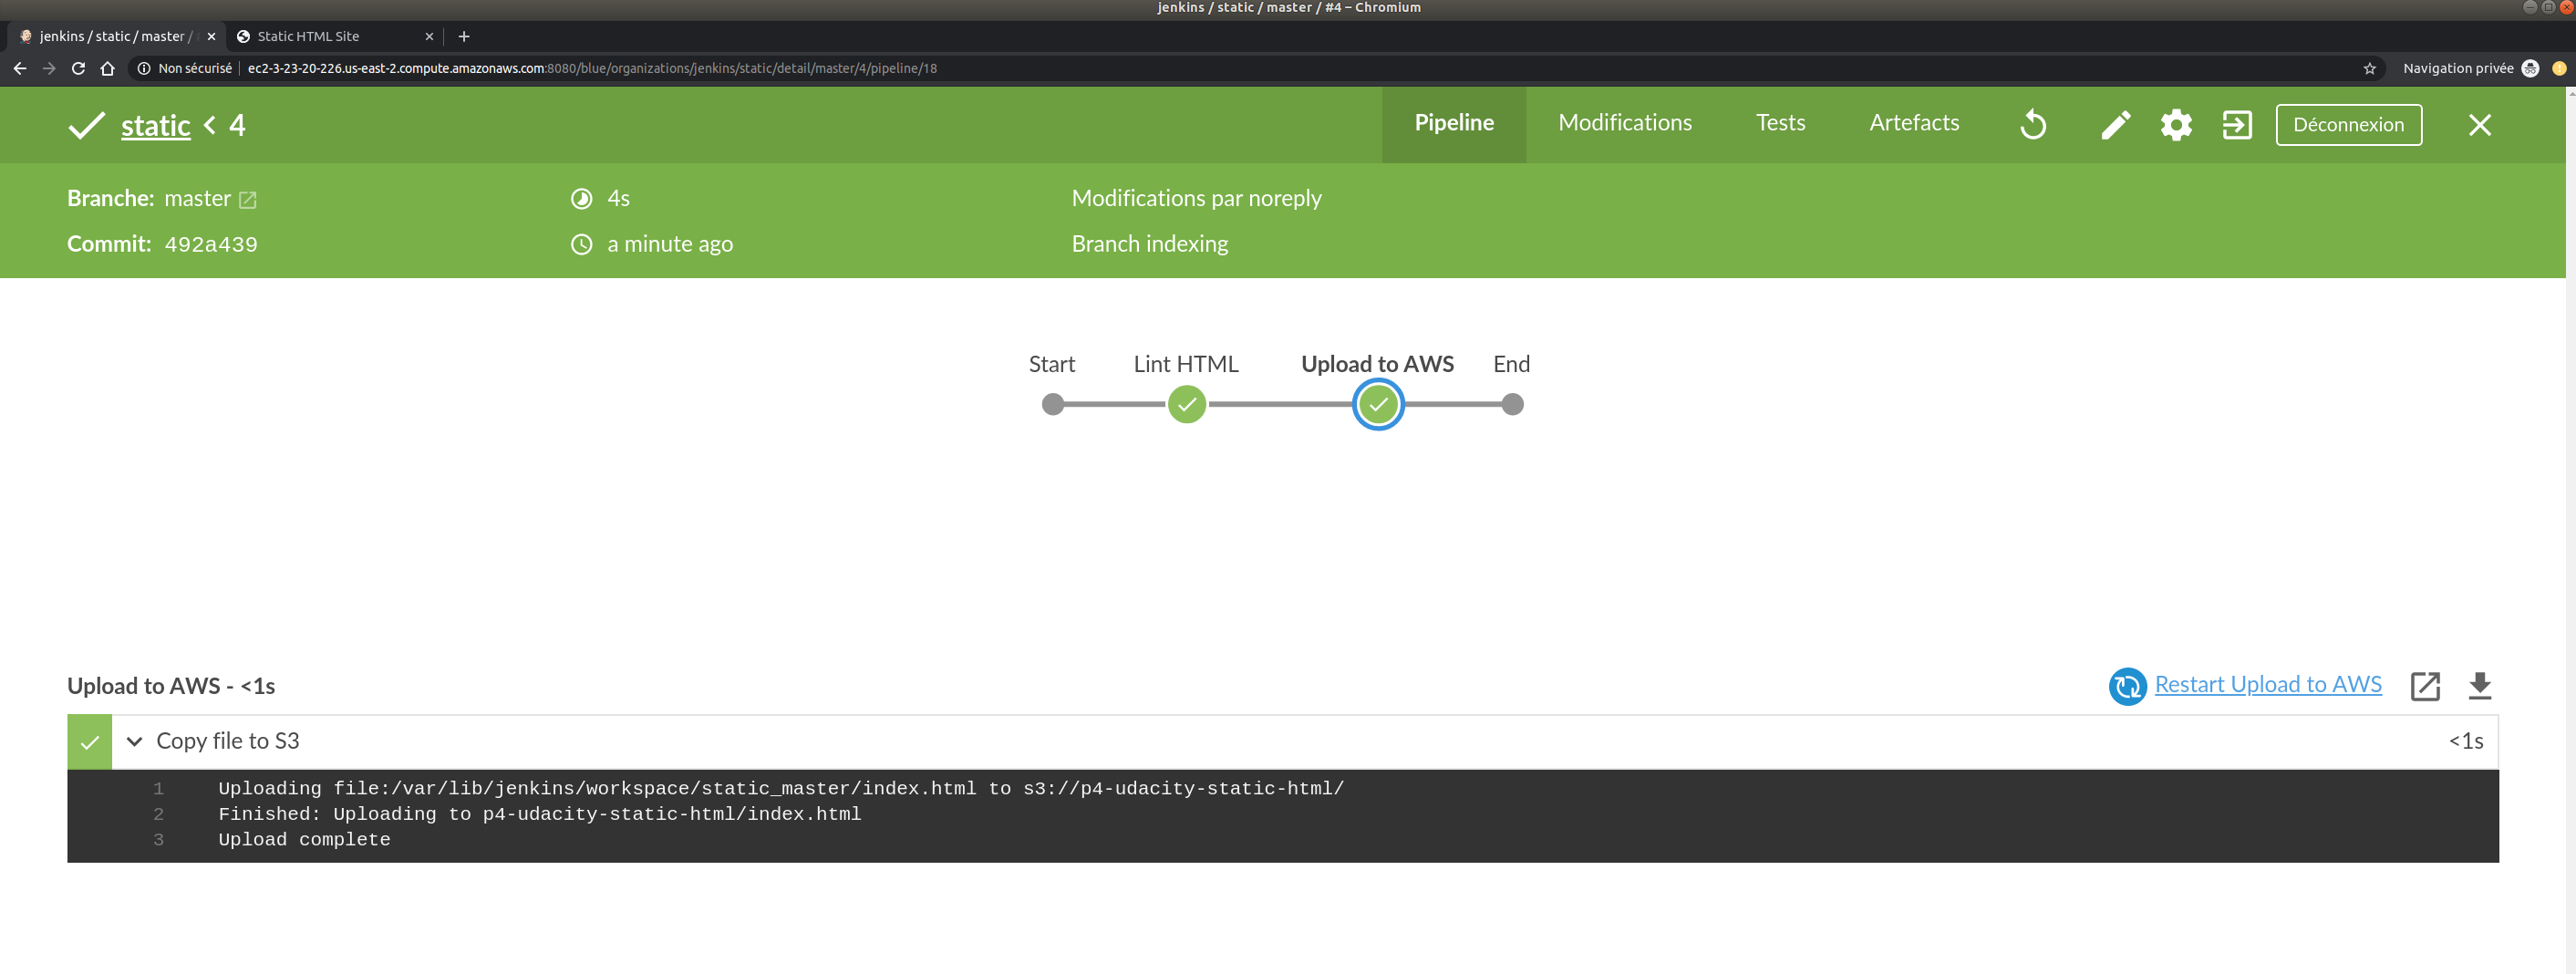 jenkins / static / master / #4 – Chromium
jenkins / static / master /
Static HTML Site
Non sécurisé
ec2-3-23-20-226.us-east-2.compute.amazonaws.com:8080/blue/organizations/jenkins/static/detail/master/4/pipeline/18
Navigation privée
static < 4
Pipeline
Modifications
Tests
Artefacts
Déconnexion
Branche: master
4s
Modifications par noreply
Commit: 492a439
a minute ago
Branch indexing
Start
Lint HTML
Upload to AWS
End
Upload to AWS - <1s
Restart Upload to AWS
Copy file to S3
<1s
1 Uploading file:/var/lib/jenkins/workspace/static_master/index.html to s3://p4-udacity-static-html/
2 Finished: Uploading to p4-udacity-static-html/index.html
3 Upload complete